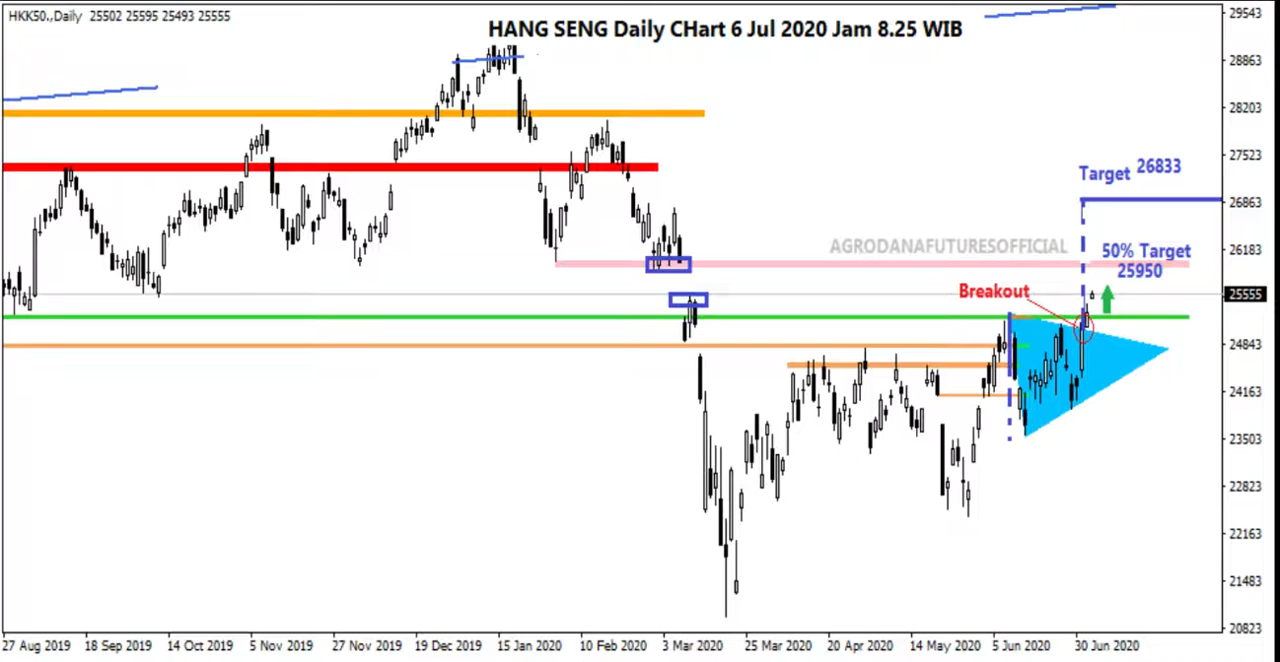 HKK50.,Daily 25502 25595 25493 25555
HANG SENG Daily CHart 6 Jul 2020 Jam 8.25 WIB
29543
28863
28203
27523
Target 26833
26863
AGRODANAFUTURESOFFICIAL
50% Target
25950
26183
Breakout
25555
24843
24163
23503
22823
22163
21483
20823
27 Aug 2019 18 Sep 2019 14 Oct 2019 5 Nov 2019 27 Nov 2019 19 Dec 2019 15 Jan 2020 10 Feb 2020 3 Mar 2020 25 Mar 2020 20 Apr 2020 14 May 2020 5 Jun 2020 30 Jun 2020